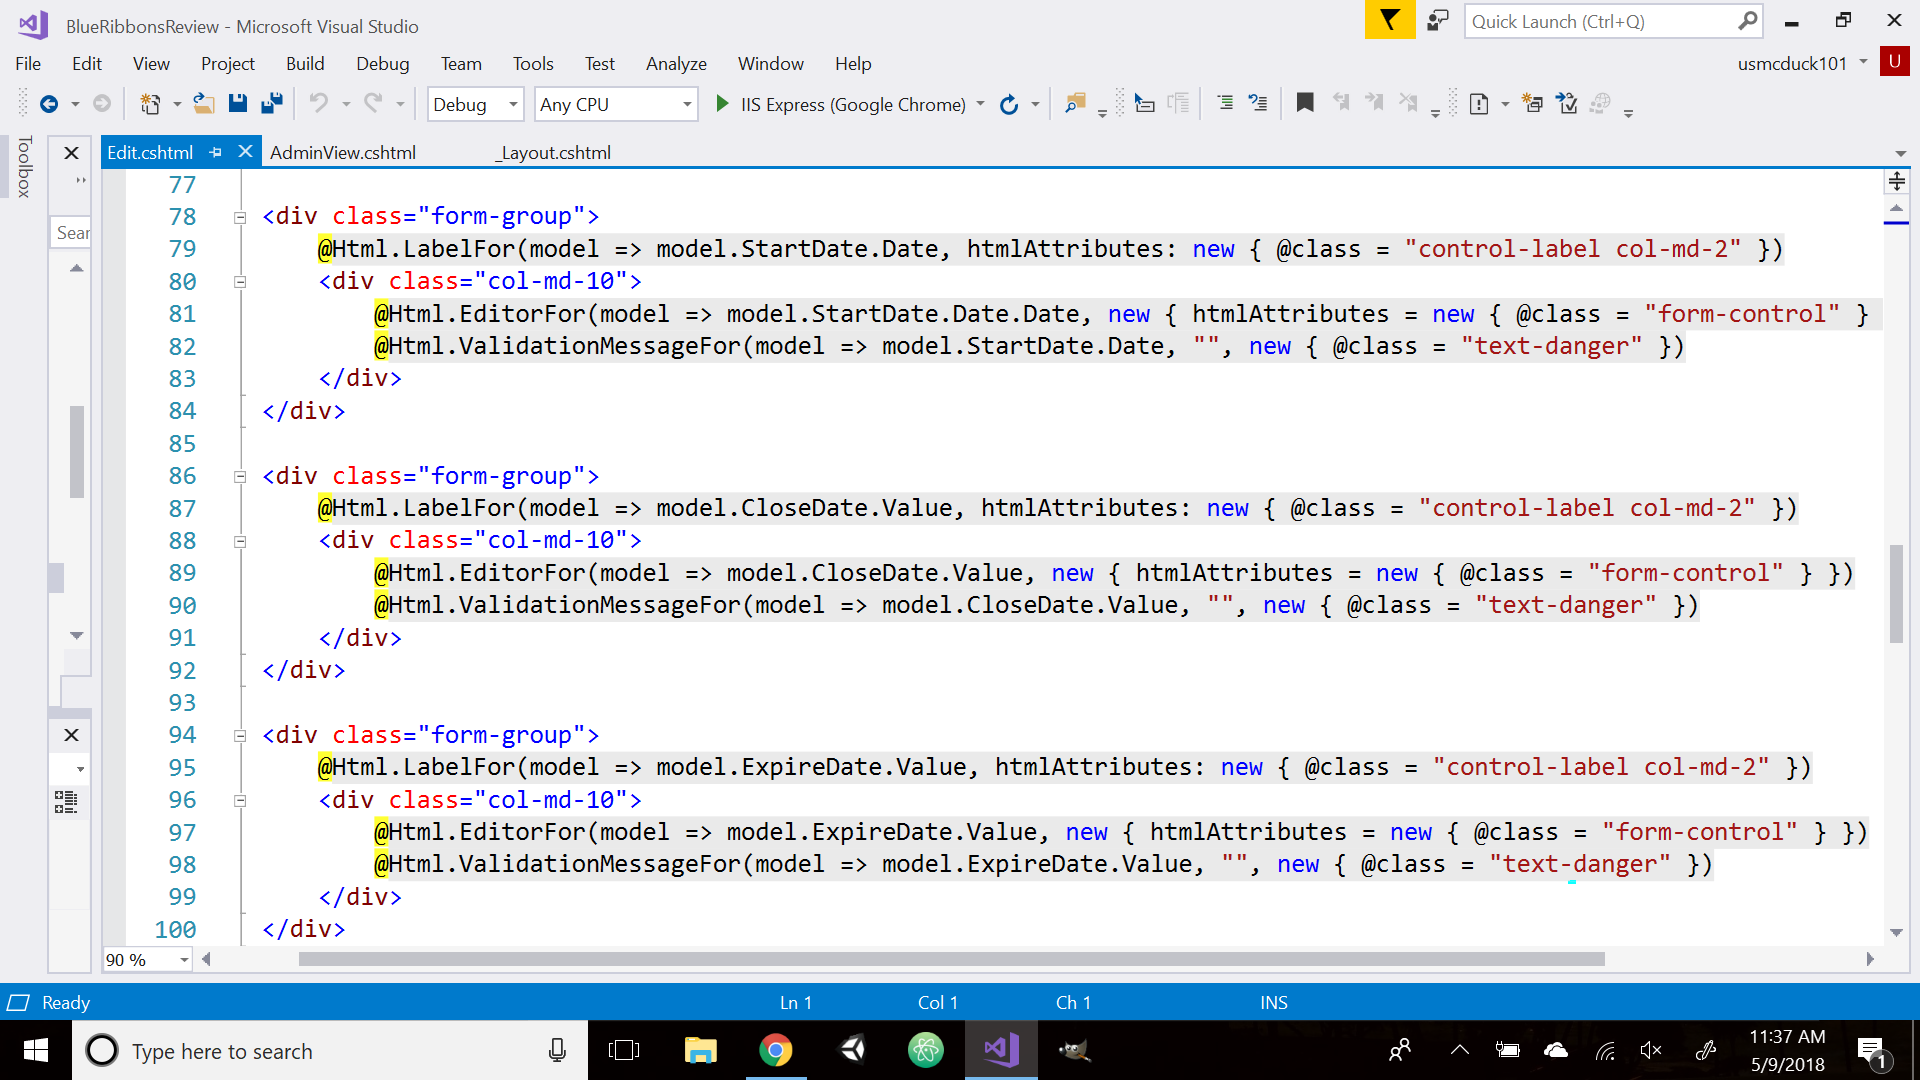 BlueRibbonsReview - Microsoft Visual Studio
Quick Launch (Ctrl+Q)
File Edit View Project Build Debug Team Tools Test Analyze Window Help
usmcduck101 U
Debug Any CPU IIS Express (Google Chrome)
Toolbox
Edit.cshtml AdminView.cshtml _Layout.cshtml
Sear
77
78 <div class="form-group">
79 @Html.LabelFor(model => model.StartDate.Date, htmlAttributes: new { @class = "control-label col-md-2" })
80 <div class="col-md-10">
81 @Html.EditorFor(model => model.StartDate.Date.Date, new { htmlAttributes = new { @class = "form-control" }
82 @Html.ValidationMessageFor(model => model.StartDate.Date, "", new { @class = "text-danger" })
83 </div>
84 </div>
85
86 <div class="form-group">
87 @Html.LabelFor(model => model.CloseDate.Value, htmlAttributes: new { @class = "control-label col-md-2" })
88 <div class="col-md-10">
89 @Html.EditorFor(model => model.CloseDate.Value, new { htmlAttributes = new { @class = "form-control" } })
90 @Html.ValidationMessageFor(model => model.CloseDate.Value, "", new { @class = "text-danger" })
91 </div>
92 </div>
93
94 <div class="form-group">
95 @Html.LabelFor(model => model.ExpireDate.Value, htmlAttributes: new { @class = "control-label col-md-2" })
96 <div class="col-md-10">
97 @Html.EditorFor(model => model.ExpireDate.Value, new { htmlAttributes = new { @class = "form-control" } })
98 @Html.ValidationMessageFor(model => model.ExpireDate.Value, "", new { @class = "text-danger" })
99 </div>
100 </div>
90 %
Ready Ln 1 Col 1 Ch 1 INS
Type here to search
11:37 AM
5/9/2018
1